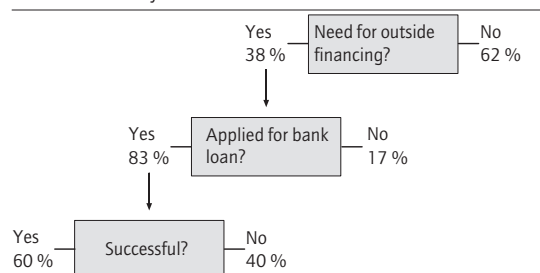 Yes
38 %
Need for outside
financing?
No
62 %
Yes
83 %
Applied for bank
loan?
No
17 %
Yes
60 %
Successful?
No
40 %